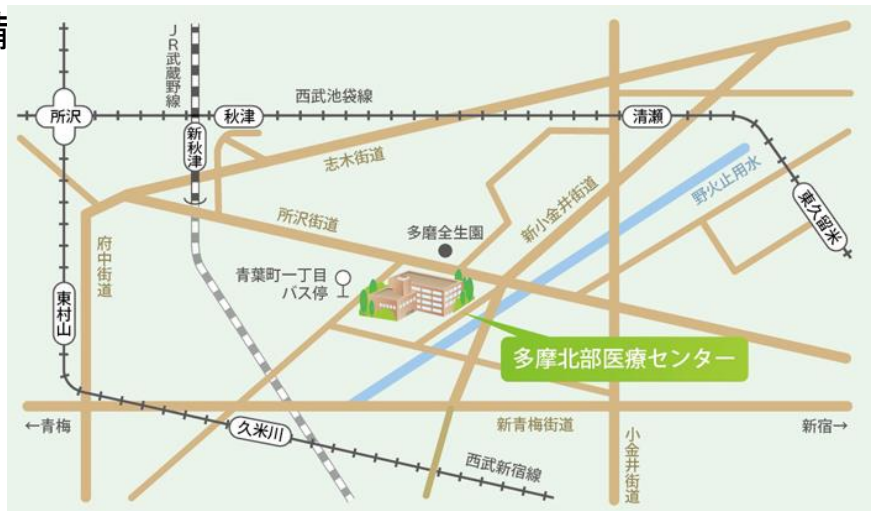 JR武蔵野線
西武池袋線
所沢
秋津
清瀬
新秋津
志木街道
東久留米
野火止用水
新小金井街道
所沢街道
多磨全生園
府中街道
青葉町一丁目
バス停
東村山
多摩北部医療センター
←青梅
久米川
新青梅街道
新宿→
小金井街道
西武新宿線